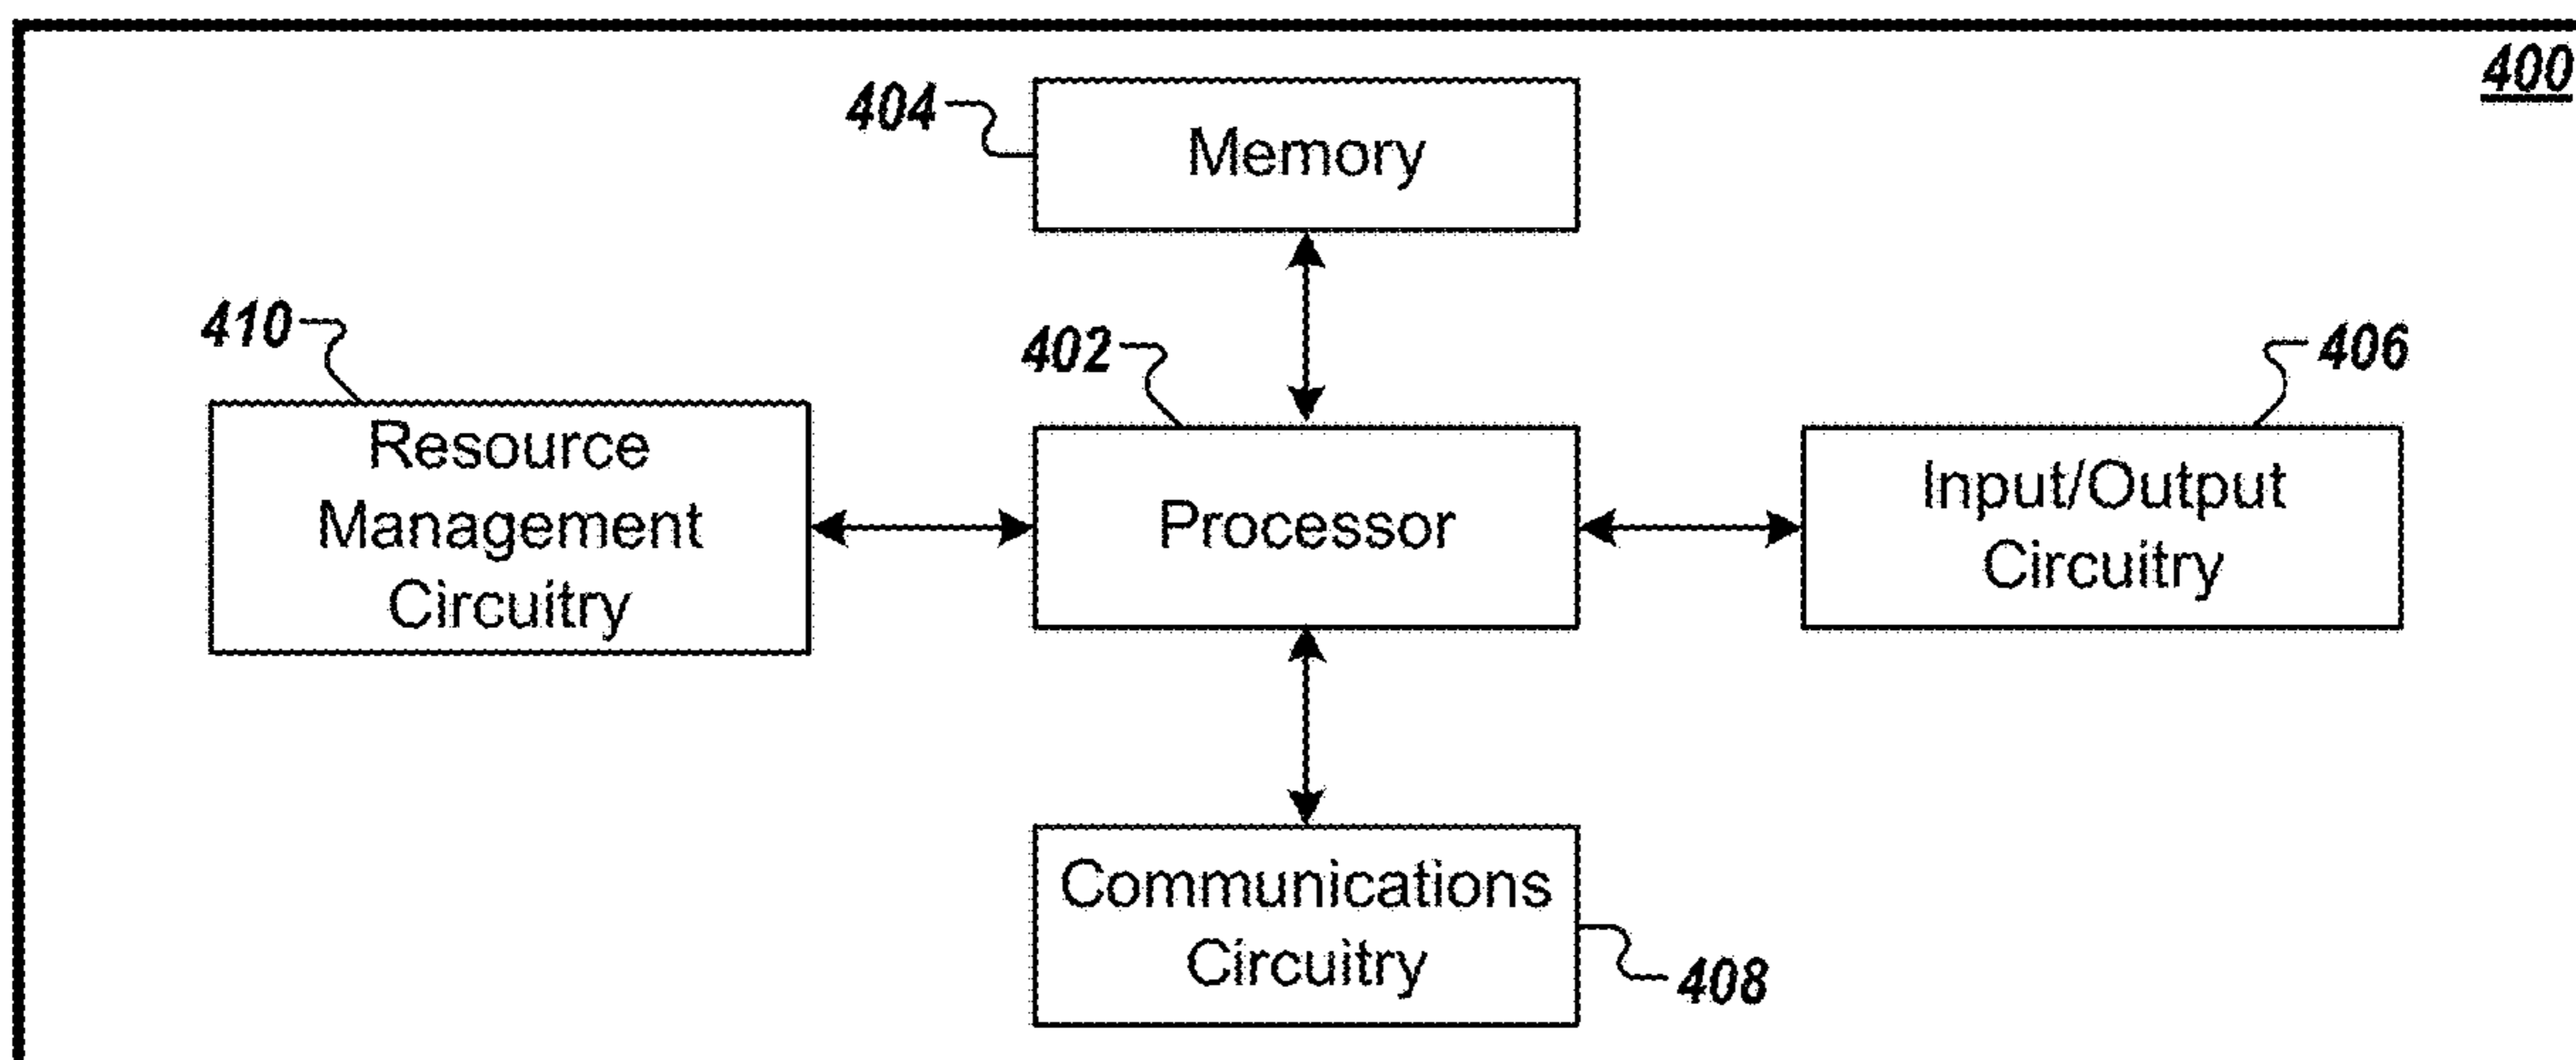 400
404
Memory
410
402
406
Resource
Management
Circuitry
Processor
Input/Output
Circuitry
Communications
Circuitry
408